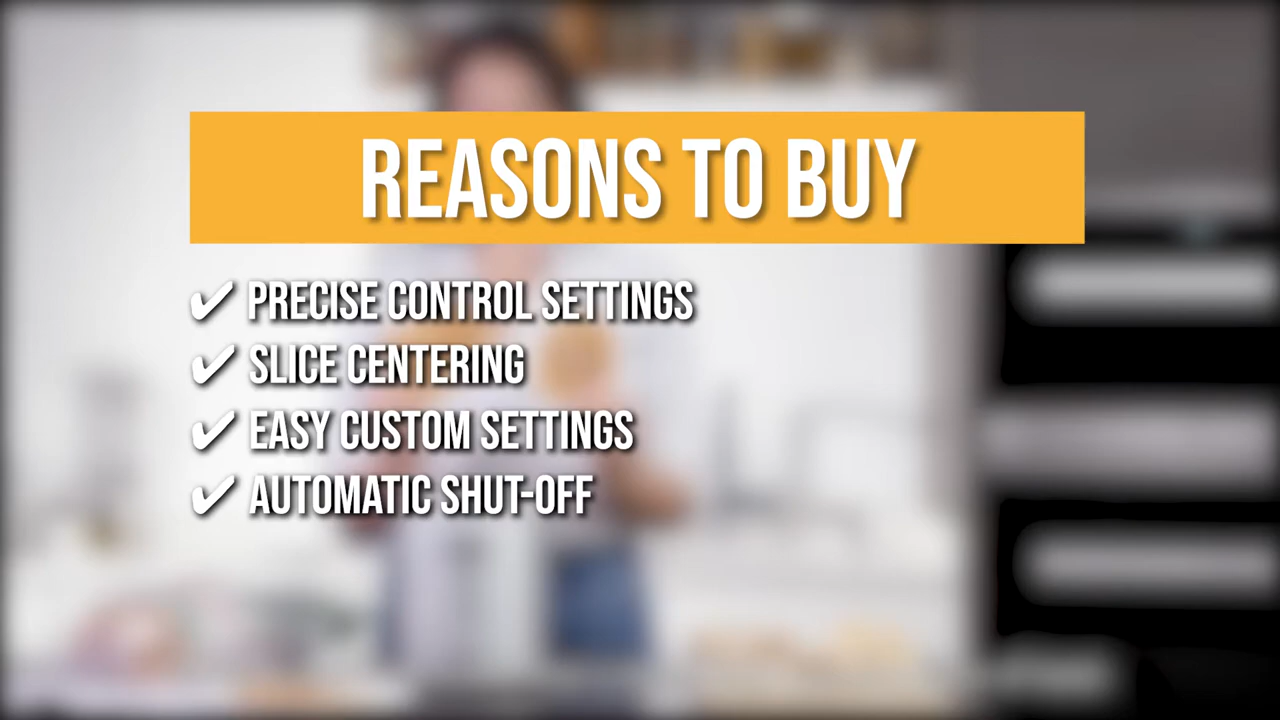 REASONS TO BUY
✔ PRECISE CONTROL SETTINGS
✔ SLICE CENTERING
✔ EASY CUSTOM SETTINGS
✔ AUTOMATIC SHUT-OFF